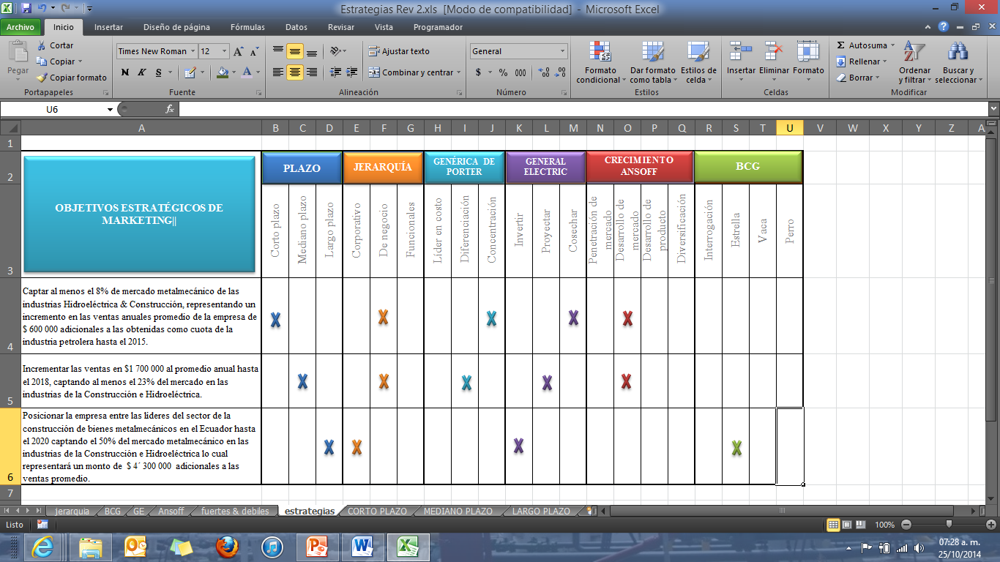 Estrategias Rev 2.xls [Modo de compatibilidad] - Microsoft Excel
Archivo Inicio Insertar Diseño de página Fórmulas Datos Revisar Vista Programador
Pegar
Cortar
Copiar
Copiar formato
Portapapeles
Times New Roman 12
N K S
Fuente
Ajustar texto
Combinar y centrar
Alineación
General
$ % 000
Número
Formato condicional
Dar formato como tabla
Estilos de celda
Estilos
Insertar Eliminar Formato
Celdas
Autosuma
Rellenar
Borrar
Ordenar y filtrar
Buscar y seleccionar
Modificar
U6 fx
A B C D E F G H I J K L M N O P Q R S T U V W X Y Z A
1
2
3
4
5
6
7
OBJETIVOS ESTRATÉGICOS DE
MARKETING||
PLAZO
JERARQUÍA
GENÉRICA DE
PORTER
GENERAL
ELECTRIC
CRECIMIENTO
ANSOFF
BCG
Corto plazo
Mediano plazo
Largo plazo
Corporativo
De negocio
Funcionales
Líder en costo
Diferenciación
Concentración
Invertir
Proyectar
Cosechar
Penetración de
mercado
Desarrollo de
mercado
Desarrollo de
producto
Diversificación
Interrogación
Estrella
Vaca
Perro
Captar al menos el 8% de mercado metalmecánico de las
industrias Hidroeléctrica & Construcción, representando un
incremento en las ventas anuales promedio de la empresa de
$ 600 000 adicionales a las obtenidas como cuota de la
industria petrolera hasta el 2015.
X X X X X
Incrementar las ventas en $1 700 000 al promedio anual hasta
el 2018, captando al menos el 23% del mercado en las
industrias de la Construcción e Hidroeléctrica.
X X X X X
Posicionar la empresa entre las líderes del sector de la
construcción de bienes metalmecánicos en el Ecuador hasta
el 2020 captando el 50% del mercado metalmecánico en las
industrias de la Construcción e Hidroeléctrica lo cual
representará un monto de $ 4´ 300 000 adicionales a las
ventas promedio.
X X X X
jerarquia BCG GE Ansoff fuertes & debiles estrategias CORTO PLAZO MEDIANO PLAZO LARGO PLAZO
Listo 100%
07:28 a. m.
25/10/2014